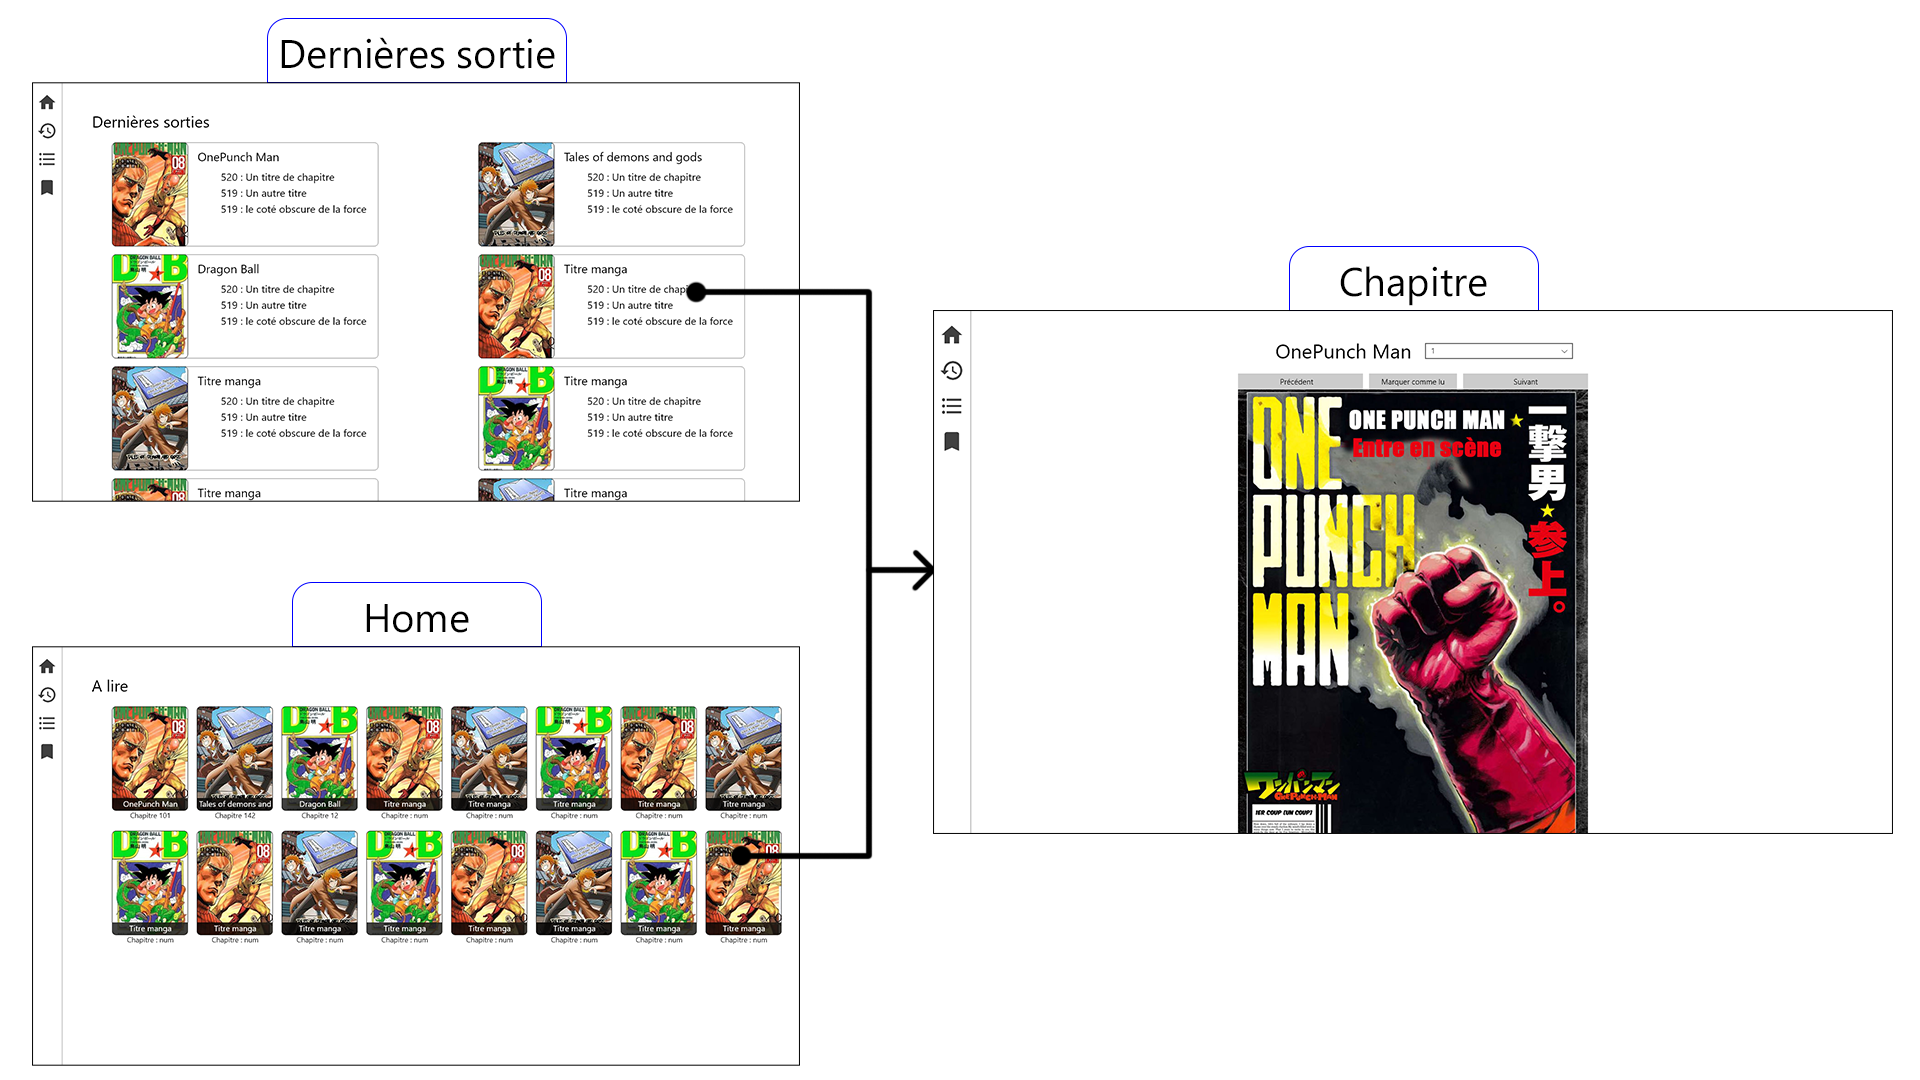 Dernières sortie
Dernières sorties
OnePunch Man
520 : Un titre de chapitre
519 : Un autre titre
519 : le coté obscure de la force
Tales of demons and gods
520 : Un titre de chapitre
519 : Un autre titre
519 : le coté obscure de la force
Dragon Ball
520 : Un titre de chapitre
519 : Un autre titre
519 : le coté obscure de la force
Titre manga
520 : Un titre de chapi
519 : Un autre titre
519 : le coté obscure de la force
Titre manga
520 : Un titre de chapitre
519 : Un autre titre
519 : le coté obscure de la force
Titre manga
520 : Un titre de chapitre
519 : Un autre titre
519 : le coté obscure de la force
Titre manga
Titre manga
Home
A lire
OnePunch Man
Tales of demons and
Dragon Ball
Titre manga
Titre manga
Titre manga
Titre manga
Titre manga
Chapitre 101
Chapitre 142
Chapitre 12
Chapitre : num
Chapitre : num
Chapitre : num
Chapitre : num
Chapitre : num
Titre manga
Titre manga
Titre manga
Titre manga
Titre manga
Titre manga
Titre manga
Titre manga
Chapitre : num
Chapitre : num
Chapitre : num
Chapitre : num
Chapitre : num
Chapitre : num
Chapitre : num
Chapitre : num
Chapitre
OnePunch Man
1
Précédent
Marquer comme lu
Suivant
ONE
PUNCH
MAN
ONE PUNCH MAN
Entre en scène
一撃男
参上。
ワンパンマン
ONEPUNCH-MAN
1ER COUP (UN COUP)